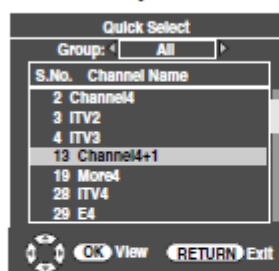 Quick Select
Group: All
S.No. Channel Name
2 Channel4
3 ITV2
4 ITV3
13 Channel4+1
19 More4
28 ITV4
29 E4
OK View RETURN Exit